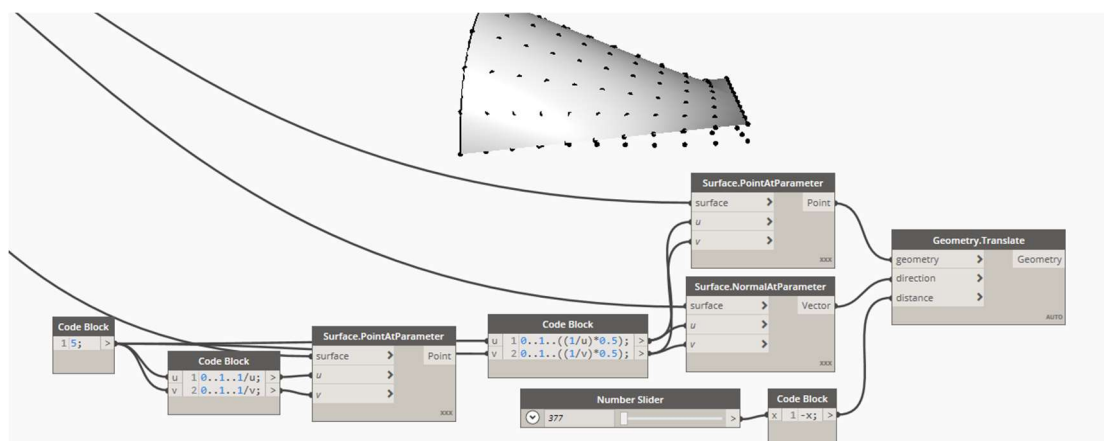 Surface.PointAtParameter
surface > Point
u >
v >
xxx
Geometry.Translate
geometry > Geometry
direction >
distance >
AUTO
Surface.NormalAtParameter
surface > Vector
u >
v >
xxx
Code Block
1 5; >
Code Block
u 1 0..1..1/u; >
v 2 0..1..1/v; >
Surface.PointAtParameter
surface > Point
u >
v >
xxx
Code Block
u 1 0..1..((1/u)*0.5); >
v 2 0..1..((1/v)*0.5); >
Number Slider
377 >
Code Block
x 1 -x; >